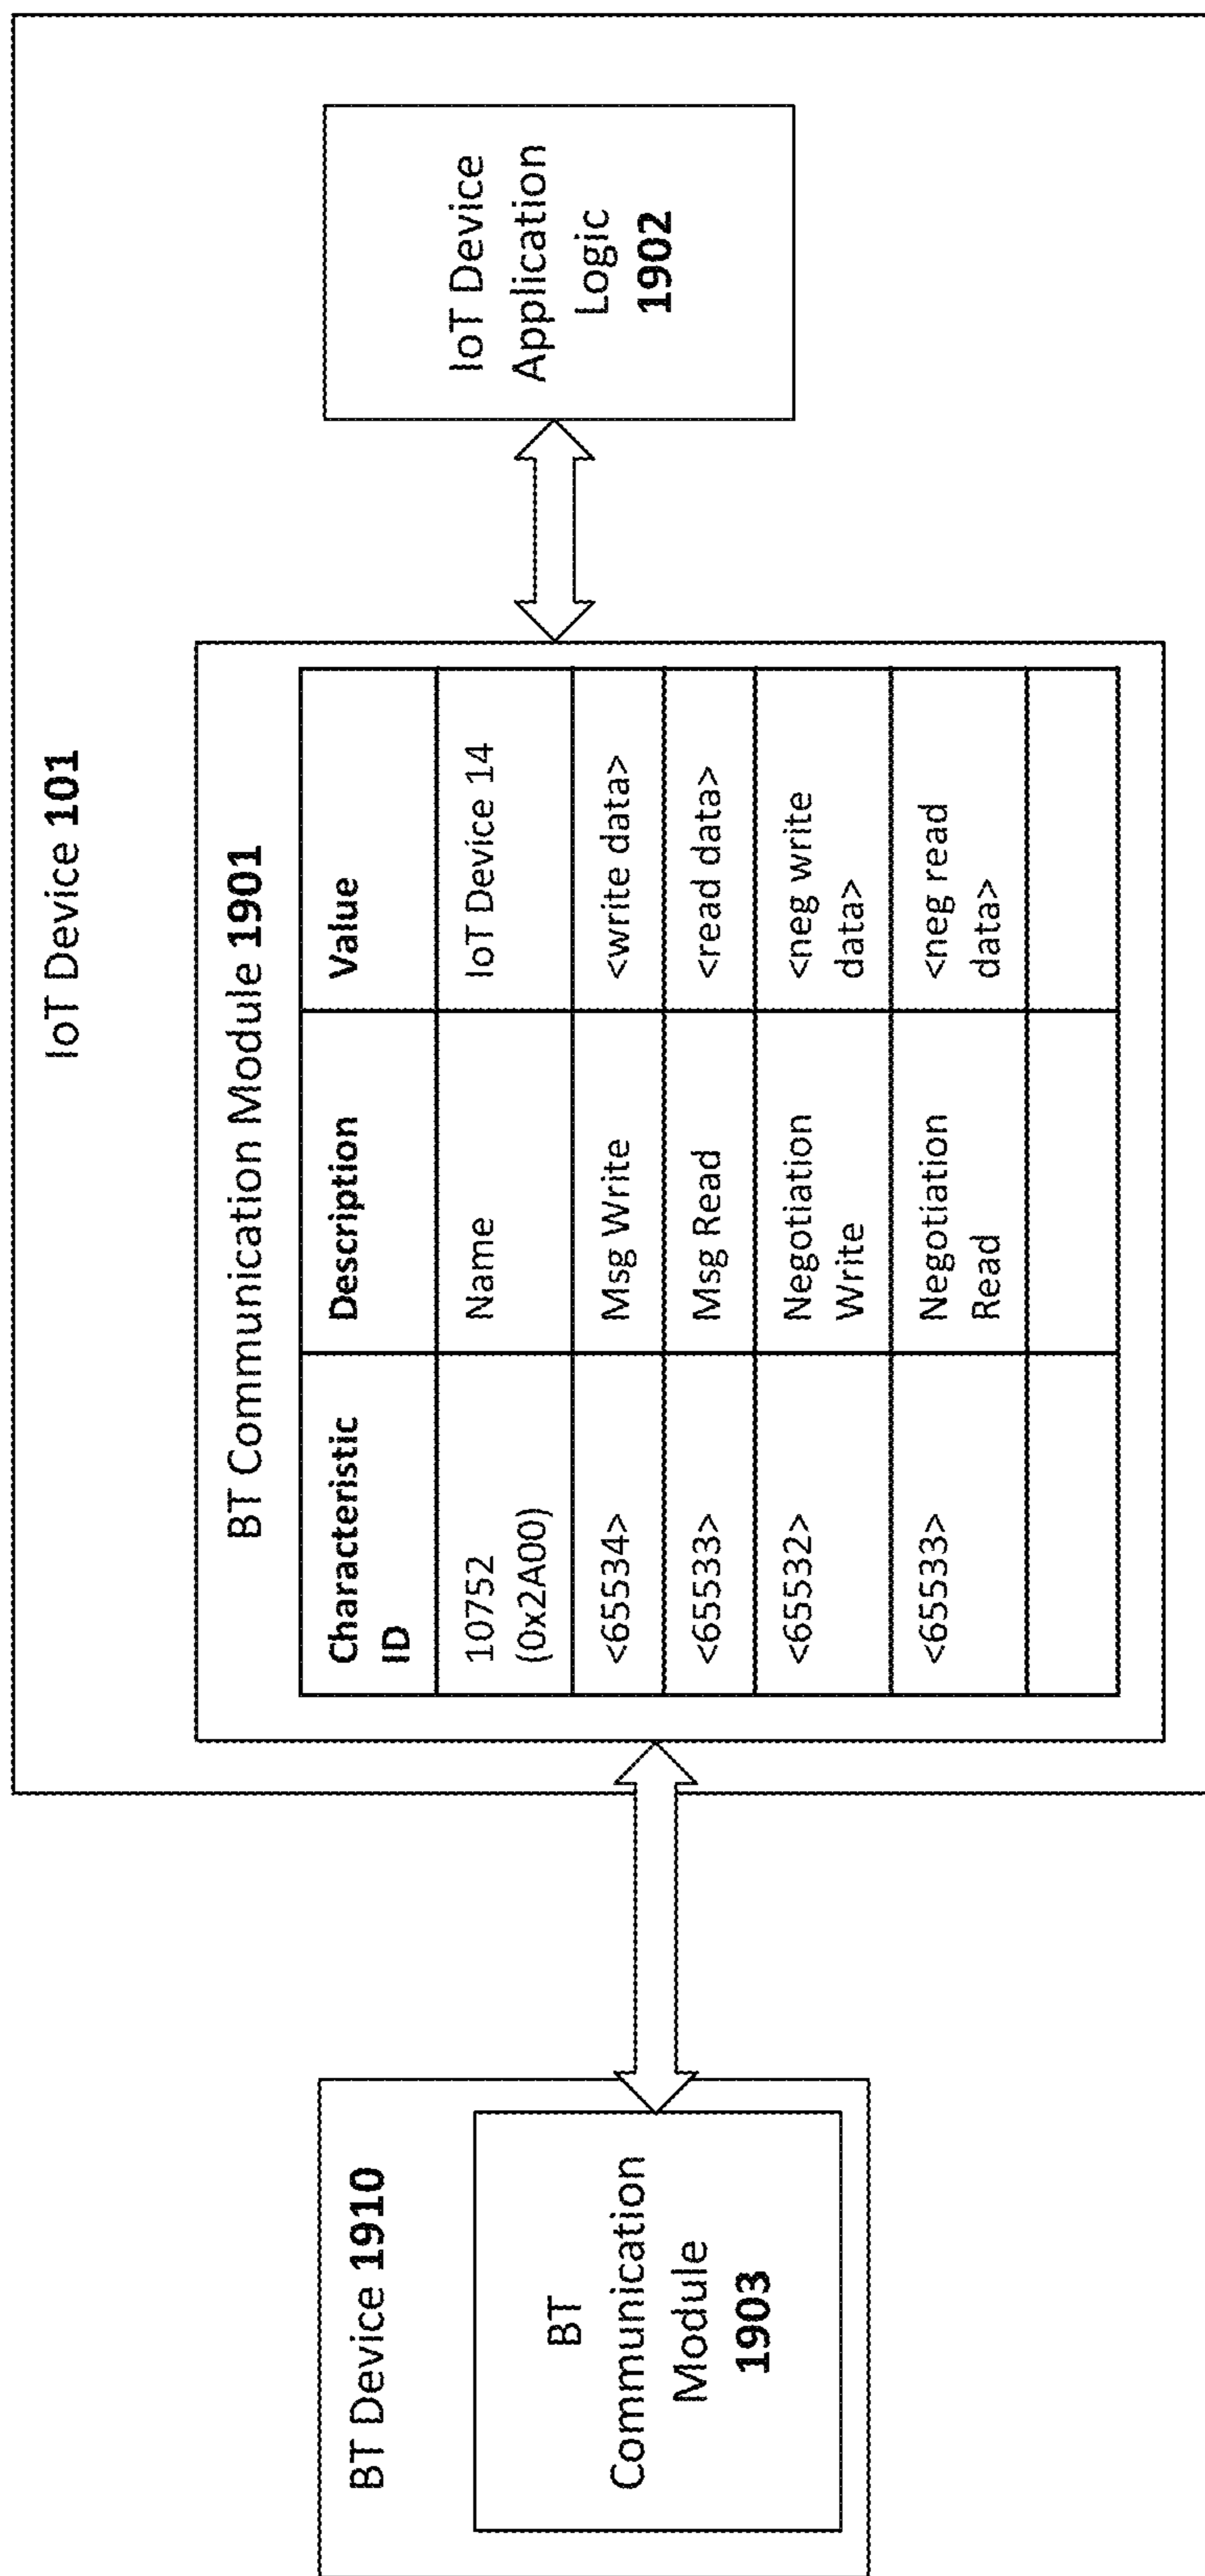 IoT Device 101
BT Communication Module 1901
Characteristic
ID
Description
Value
10752
(0x2A00)
Name
IoT Device 14
<65534>
Msg Write
<write data>
<65533>
Msg Read
<read data>
<65532>
Negotiation
Write
<neg write
data>
<65533>
Negotiation
Read
<neg read
data>
IoT Device
Application
Logic
1902
BT Device 1910
BT
Communication
Module
1903